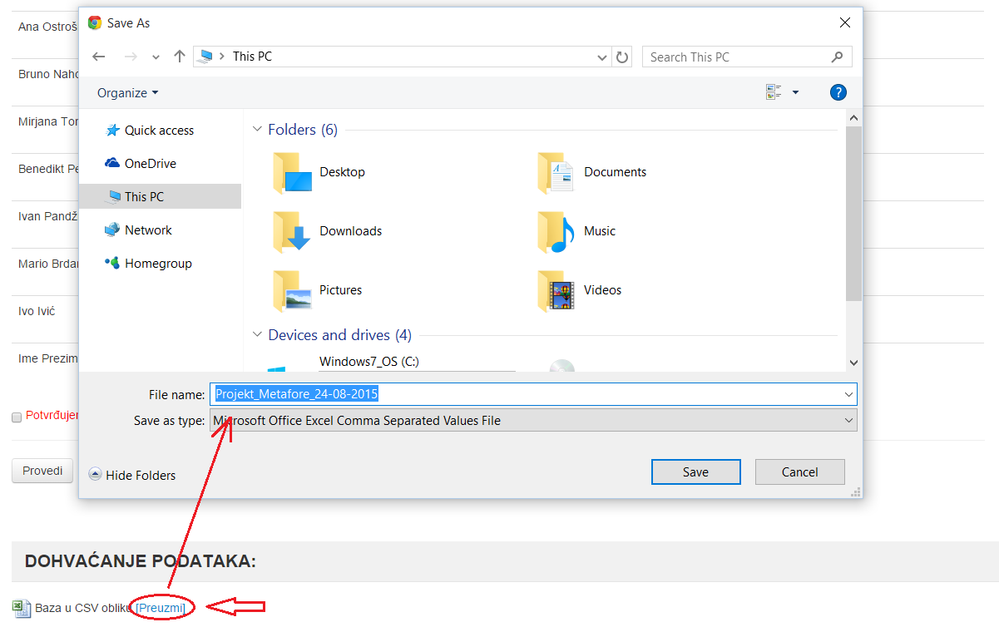 Save As
This PC
Search This PC
Organize
Quick access
OneDrive
This PC
Network
Homegroup
Folders (6)
Desktop
Documents
Downloads
Music
Pictures
Videos
Devices and drives (4)
Windows7_OS (C:)
File name: Projekt_Metafore_24-08-2015
Save as type: Microsoft Office Excel Comma Separated Values File
Hide Folders
Save
Cancel
Ana Ostroš
Bruno Naho
Mirjana Tor
Benedikt Pe
Ivan Pandž
Mario Brdar
Ivo Ivić
Ime Prezim
Potvrđujem
Provedi
DOHVAĆANJE PODATAKA:
Baza u CSV obliku [Preuzmi]